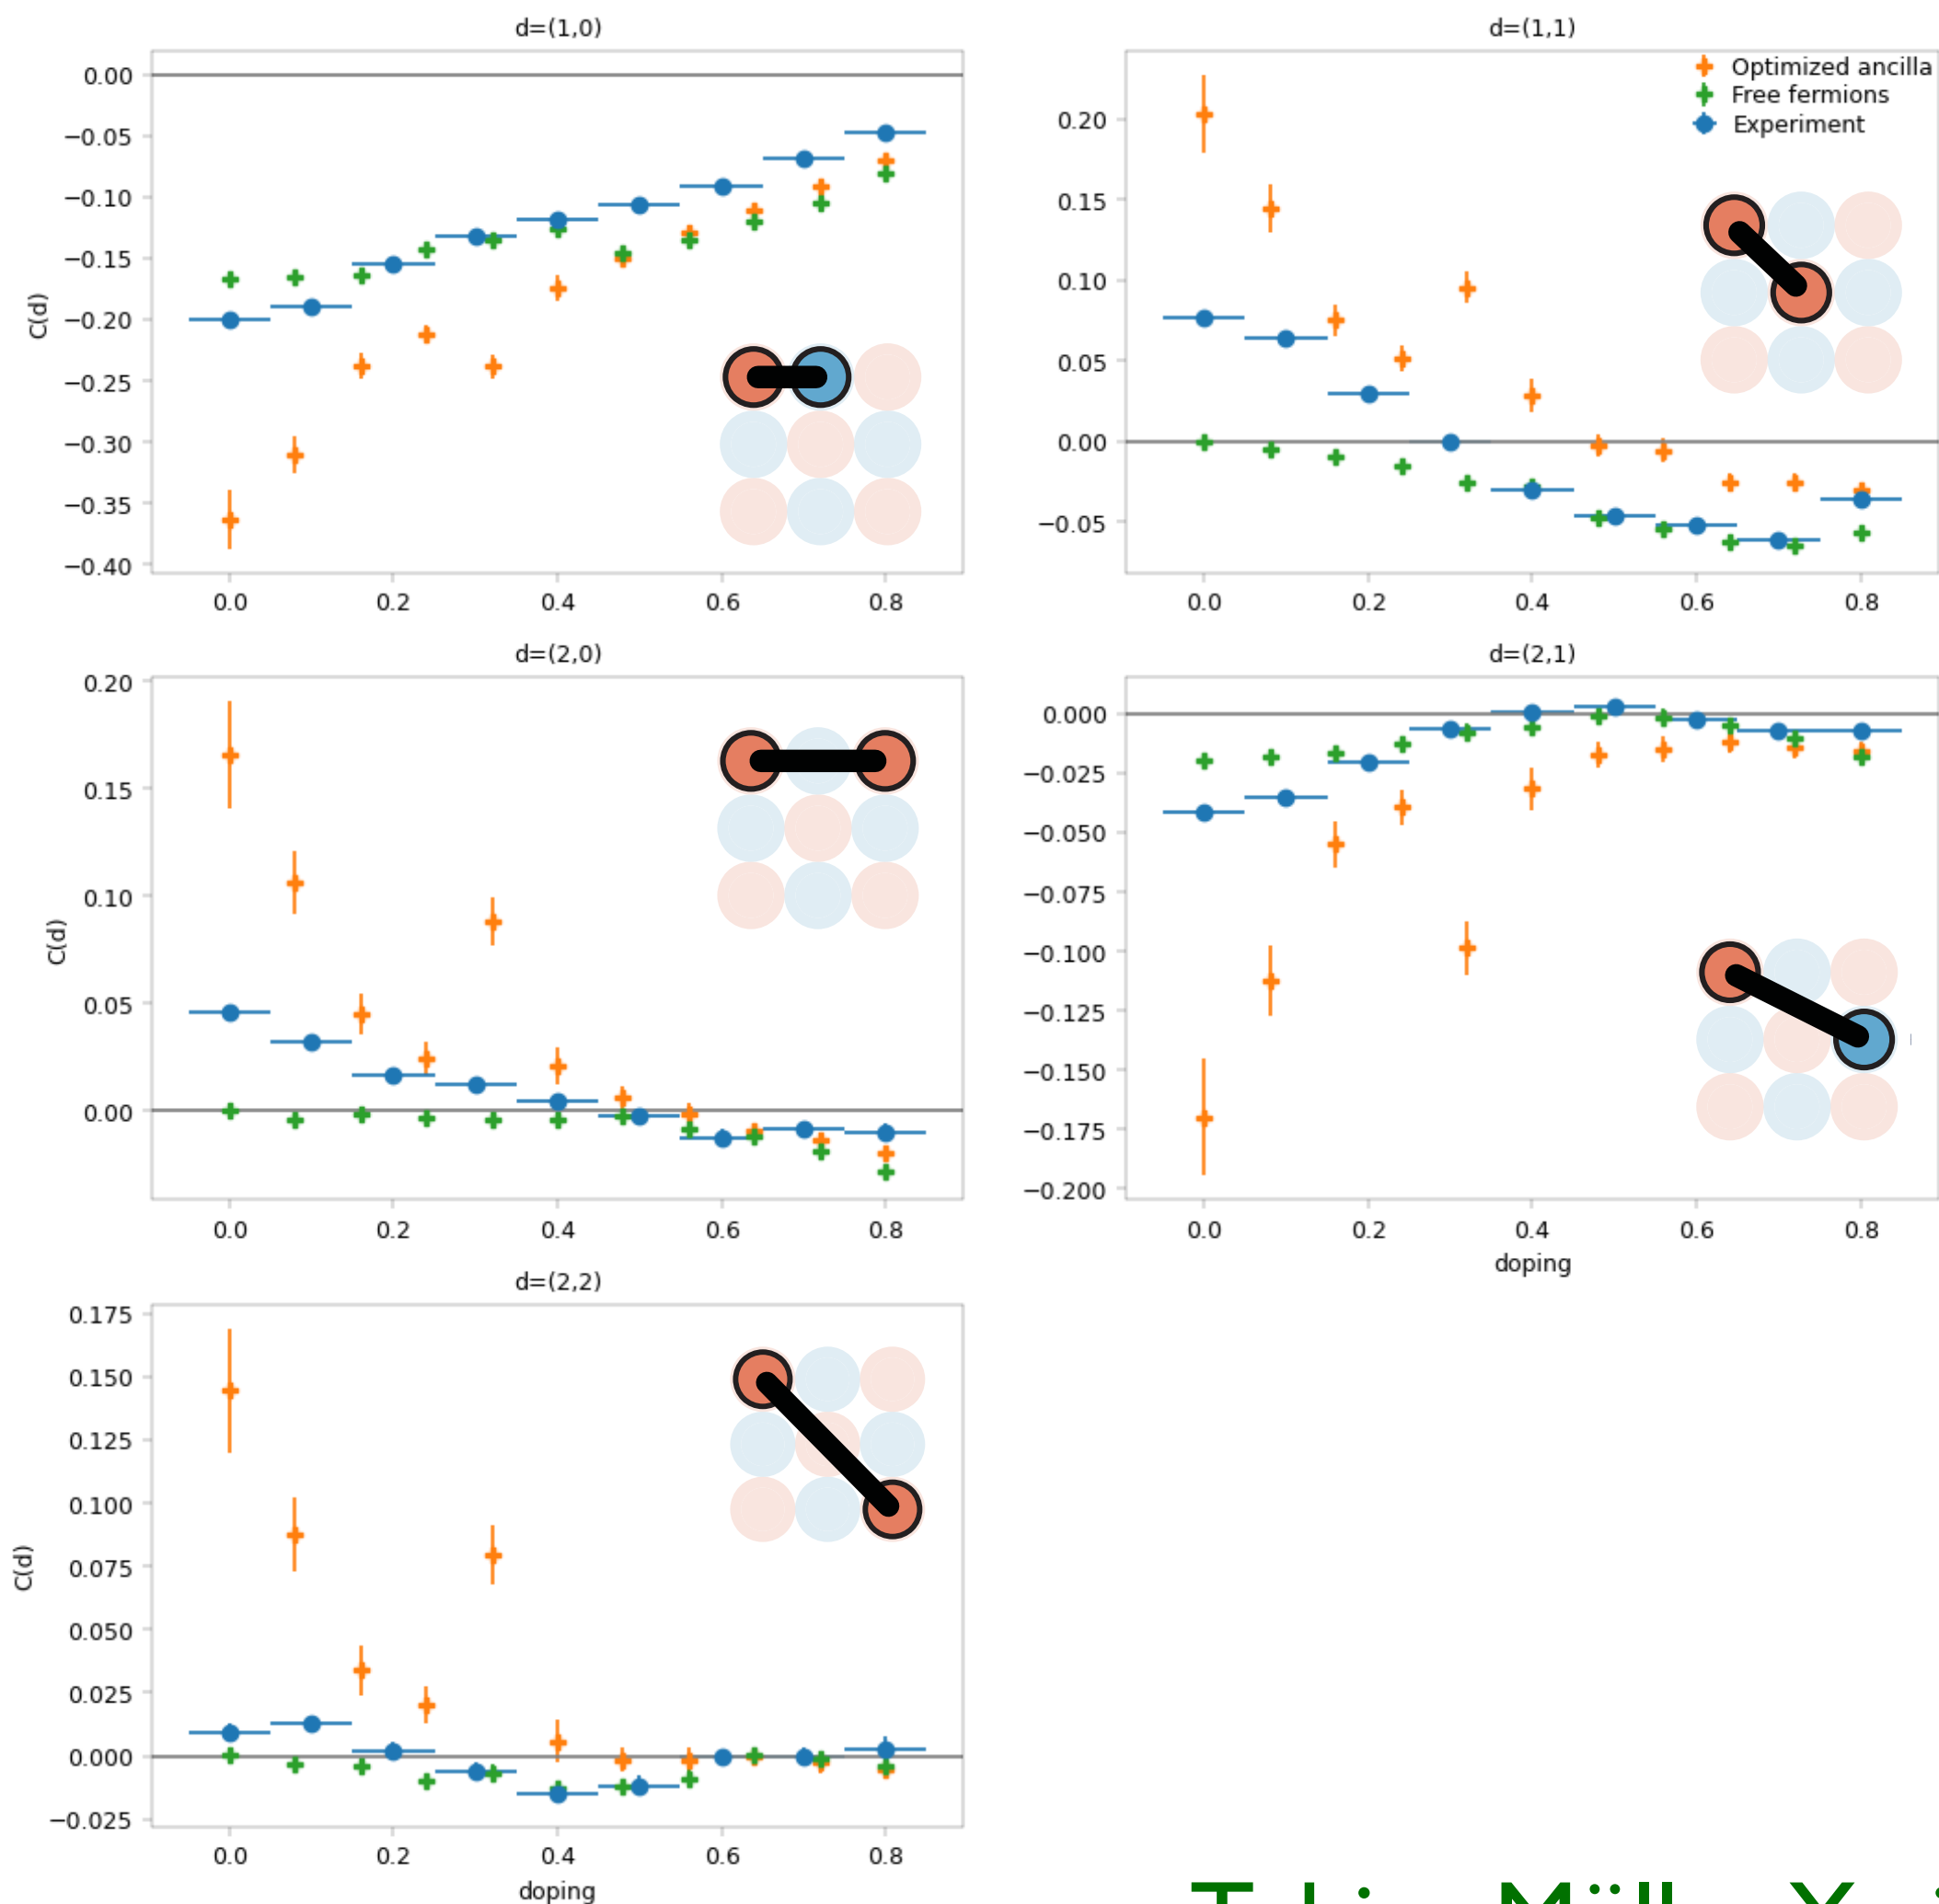 d=(1,0)
C(d)
0.00
−0.05
−0.10
−0.15
−0.20
−0.25
−0.30
−0.35
−0.40
0.0 0.2 0.4 0.6 0.8
d=(1,1)
Optimized ancilla
Free fermions
Experiment
0.20
0.15
0.10
0.05
0.00
−0.05
0.0 0.2 0.4 0.6 0.8
d=(2,0)
C(d)
0.20
0.15
0.10
0.05
0.00
0.0 0.2 0.4 0.6 0.8
d=(2,1)
0.000
−0.025
−0.050
−0.075
−0.100
−0.125
−0.150
−0.175
−0.200
0.0 0.2 0.4 0.6 0.8
doping
d=(2,2)
C(d)
0.175
0.150
0.125
0.100
0.075
0.050
0.025
0.000
−0.025
0.0 0.2 0.4 0.6 0.8
doping